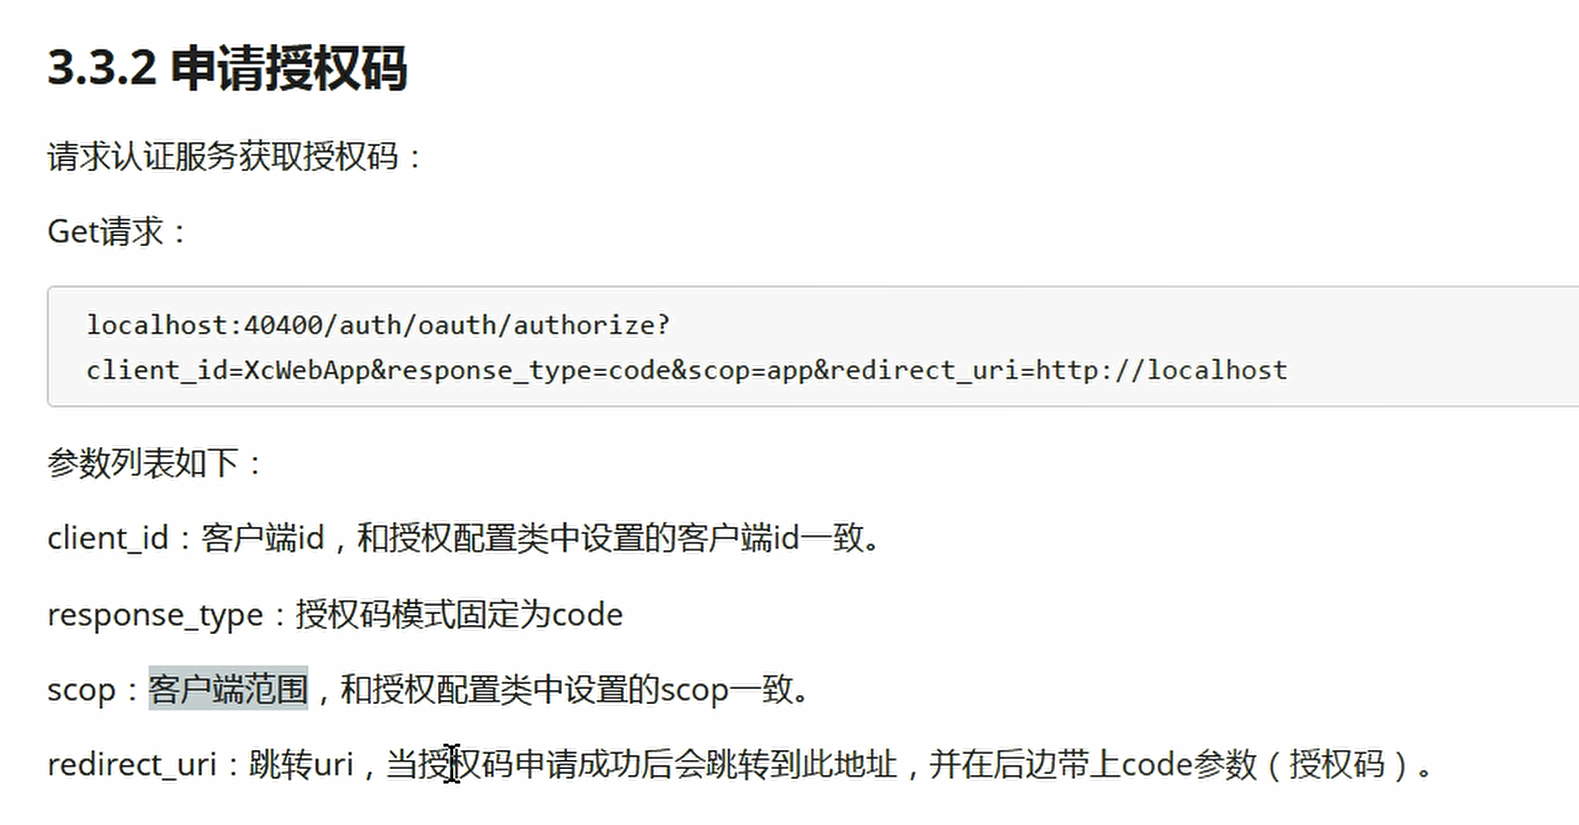 3.3.2 申请授权码
请求认证服务获取授权码：
Get请求：
localhost:40400/auth/oauth/authorize?
client_id=XcWebApp&response_type=code&scop=app&redirect_uri=http://localhost
参数列表如下：
client_id：客户端id，和授权配置类中设置的客户端id一致。
response_type：授权码模式固定为code
scop：客户端范围，和授权配置类中设置的scop一致。
redirect_uri：跳转uri，当授权码申请成功后会跳转到此地址，并在后边带上code参数（授权码）。